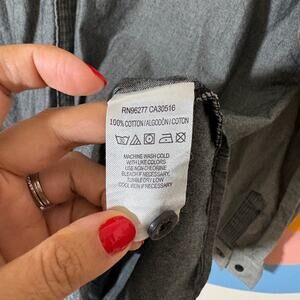 RN96277 CA30516
100% COTTON/ALGODÓN/COTON
MACHINE WASH COLD
WITH LIKE COLORS
USE NON-CHLORINE
BLEACH IF NECESSARY.
TUMBLE DRY LOW
COOL IRON IF NECESSARY